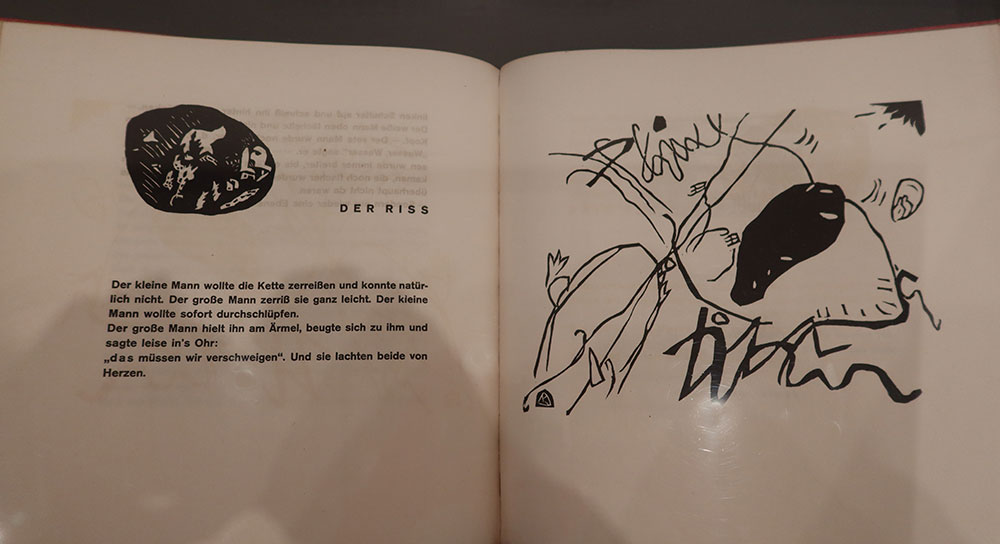 DER RISS
Der kleine Mann wollte die Kette zerreißen und konnte natür-
lich nicht. Der große Mann zerriß sie ganz leicht. Der kleine
Mann wollte sofort durchschlüpfen.
Der große Mann hielt ihn am Ärmel, beugte sich zu ihm und
sagte leise in's Ohr:
„das müssen wir verschweigen“. Und sie lachten beide von
Herzen.